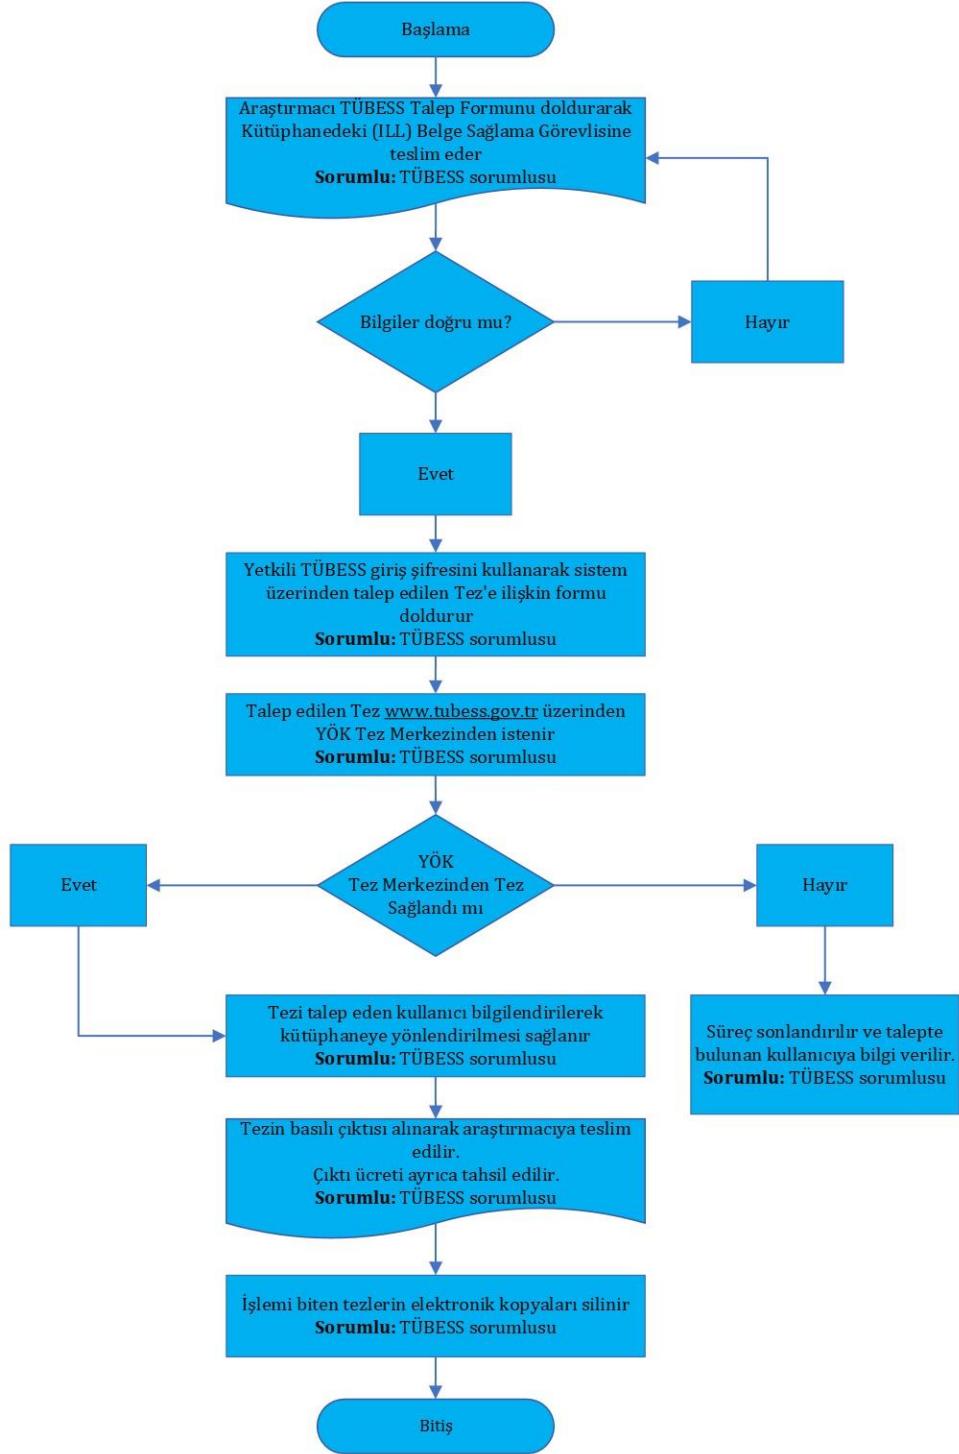 Başlama
Araştırmacı TÜBESS Talep Formunu doldurarak
Kütüphanedeki (ILL) Belge Sağlama Görevlisine
teslim eder
Sorumlu: TÜBESS sorumlusu
Bilgiler doğru mu?
Hayır
Evet
Yetkili TÜBESS giriş şifresini kullanarak sistem
üzerinden talep edilen Tez'e ilişkin formu
doldurur
Sorumlu: TÜBESS sorumlusu
Talep edilen Tez www.tubess.gov.tr üzerinden
YÖK Tez Merkezinden istenir
Sorumlu: TÜBESS sorumlusu
YÖK
Tez Merkezinden Tez
Sağlandı mı
Evet
Hayır
Tezi talep eden kullanıcı bilgilendirilerek
kütüphaneye yönlendirilmesi sağlanır
Sorumlu: TÜBESS sorumlusu
Süreç sonlandırılır ve talepte
bulunan kullanıcıya bilgi verilir.
Sorumlu: TÜBESS sorumlusu
Tezin basılı çıktısı alınarak araştırmacıya teslim
edilir.
Çıktı ücreti ayrıca tahsil edilir.
Sorumlu: TÜBESS sorumlusu
İşlemi biten tezlerin elektronik kopyaları silinir
Sorumlu: TÜBESS sorumlusu
Bitiş